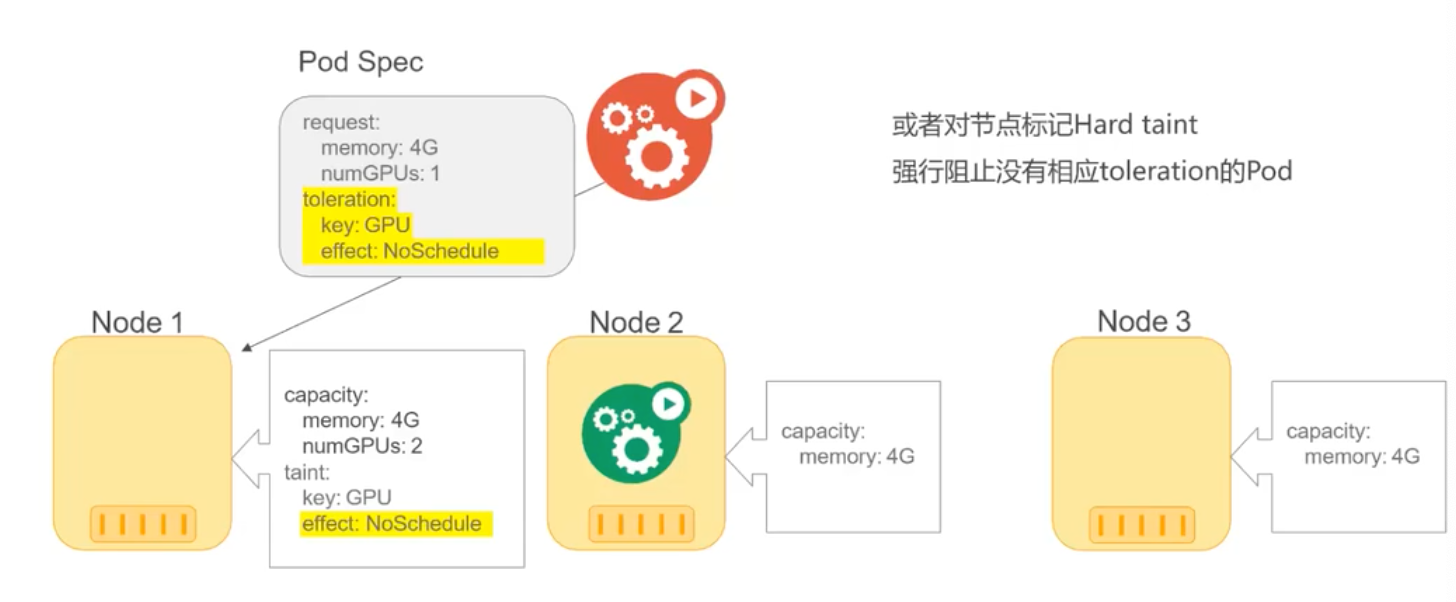 Pod Spec
request:
memory: 4G
numGPUs: 1
toleration:
key: GPU
effect: NoSchedule
或者对节点标记Hard taint
强行阻止没有相应toleration的Pod
Node 1
capacity:
memory: 4G
numGPUs: 2
taint:
key: GPU
effect: NoSchedule
Node 2
capacity:
memory: 4G
Node 3
capacity:
memory: 4G